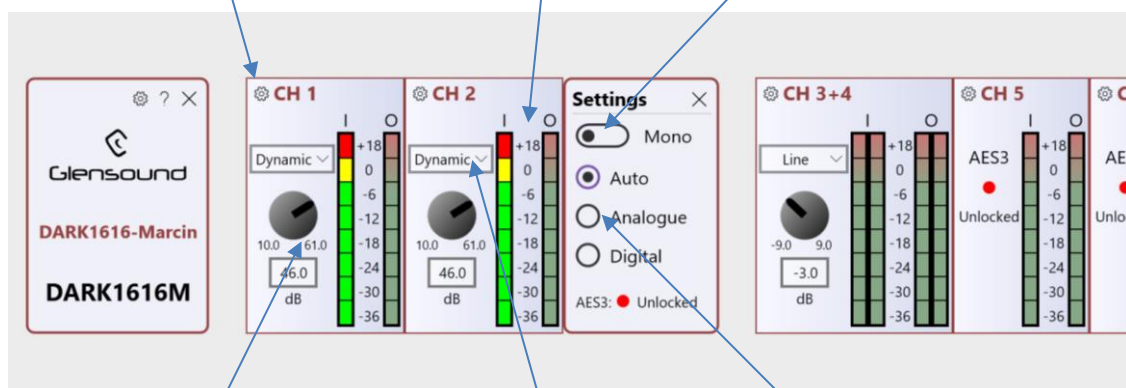 ?
Glensound
DARK1616-Marcin
DARK1616M
CH 1
I O
Dynamic
+18
0
-6
-12
-18
-24
-30
-36
10.0 61.0
46.0
dB
CH 2
I O
Dynamic
+18
0
-6
-12
-18
-24
-30
-36
10.0 61.0
46.0
dB
Settings
Mono
Auto
Analogue
Digital
AES3: Unlocked
CH 3+4
I O
Line
+18
0
-6
-12
-18
-24
-30
-36
-9.0 9.0
-3.0
dB
CH 5
I O
AES3
Unlocked
+18
0
-6
-12
-18
-24
-30
-36
C
AE
Unlo